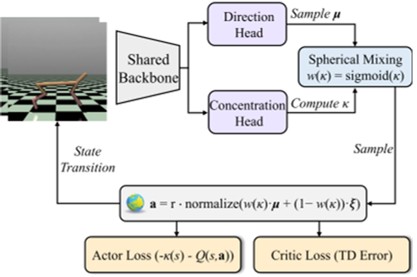 Direction
Head
Sample μ
Shared
Backbone
Spherical Mixing
w(κ) = sigmoid(κ)
Concentration
Head
Compute κ
State
Transition
Sample
a = r · normalize(w(κ)·μ + (1− w(κ))·ξ)
Actor Loss (-κ(s) - Q(s,a))
Critic Loss (TD Error)